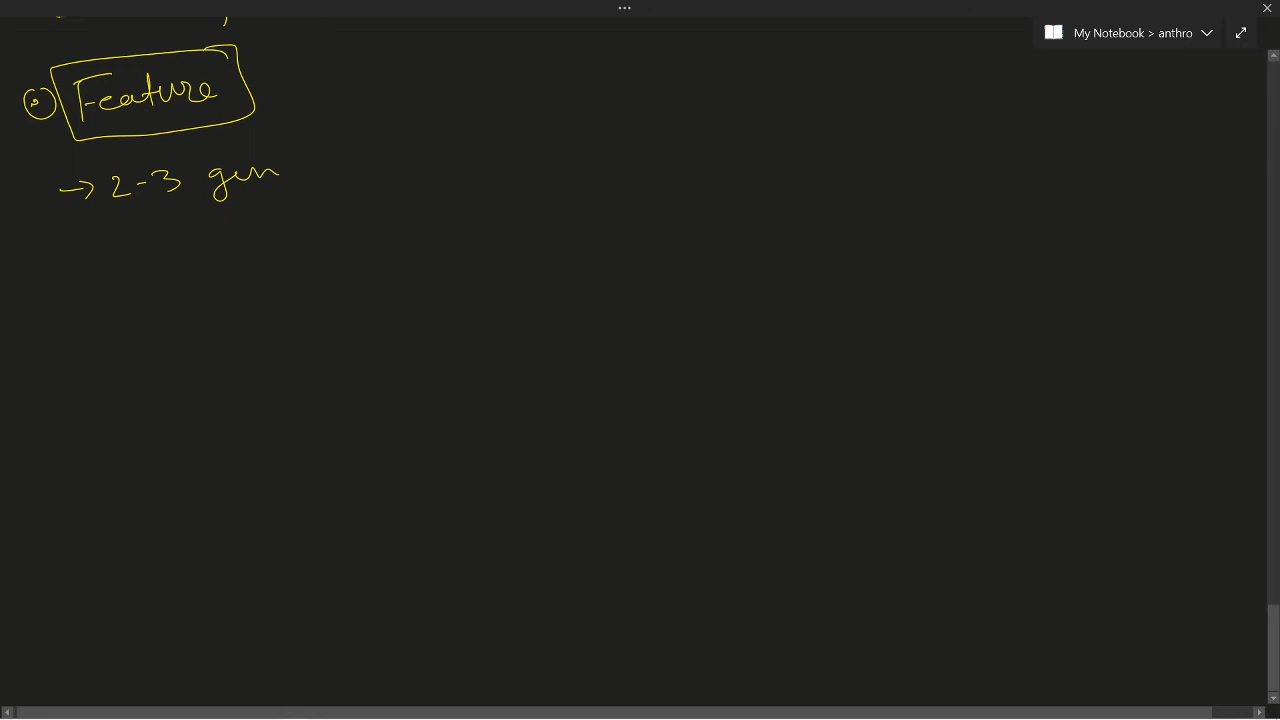 My Notebook > anthro
Feature
→ 2-3 gen